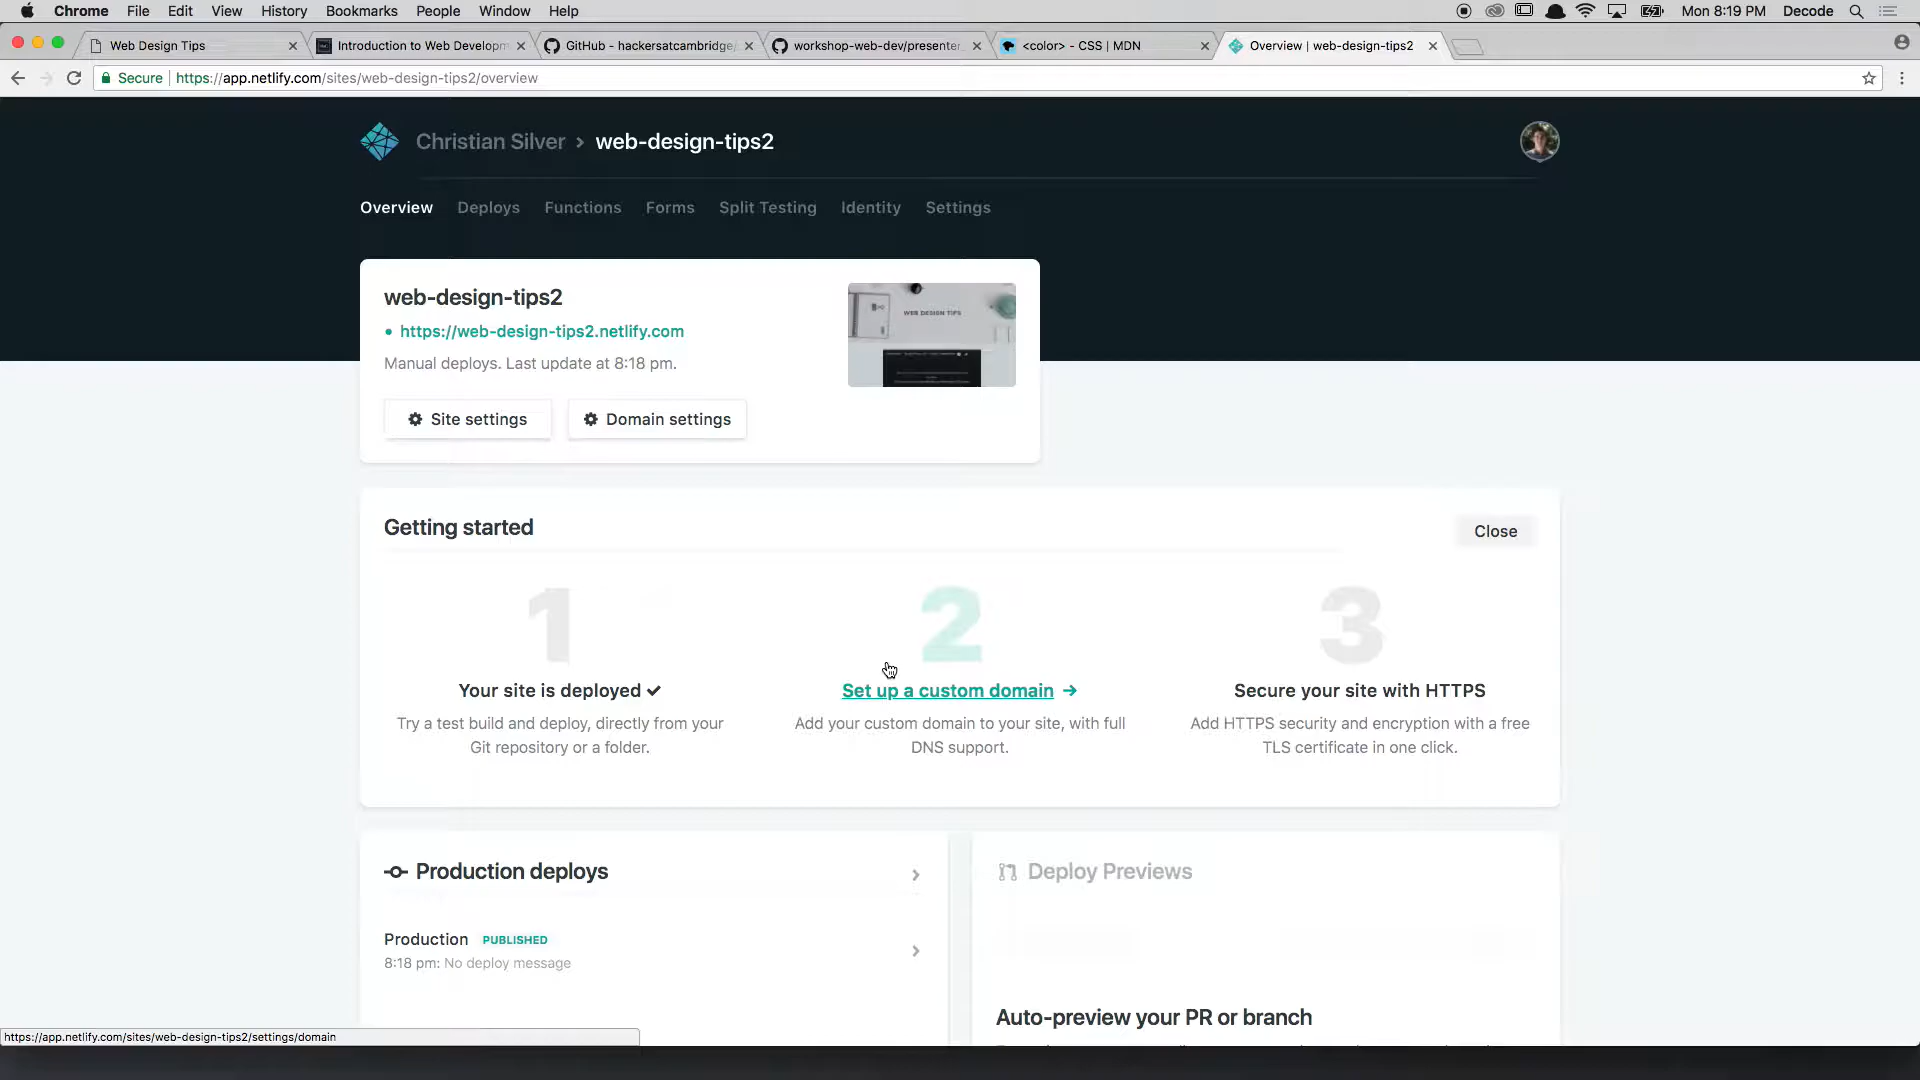 Chrome File Edit View History Bookmarks People Window Help Mon 8:19 PM Decode
Web Design Tips
Introduction to Web Developm
GitHub - hackersatcambridge/
workshop-web-dev/presenter
<color> - CSS | MDN
Overview | web-design-tips2
Secure https://app.netlify.com/sites/web-design-tips2/overview
Christian Silver › web-design-tips2
Overview Deploys Functions Forms Split Testing Identity Settings
web-design-tips2
https://web-design-tips2.netlify.com
Manual deploys. Last update at 8:18 pm.
WEB DESIGN TIPS
Site settings
Domain settings
Getting started
Close
1
2
3
Your site is deployed
Try a test build and deploy, directly from your
Git repository or a folder.
Set up a custom domain →
Add your custom domain to your site, with full
DNS support.
Secure your site with HTTPS
Add HTTPS security and encryption with a free
TLS certificate in one click.
Production deploys
Production PUBLISHED
8:18 pm: No deploy message
Deploy Previews
Auto-preview your PR or branch
https://app.netlify.com/sites/web-design-tips2/settings/domain